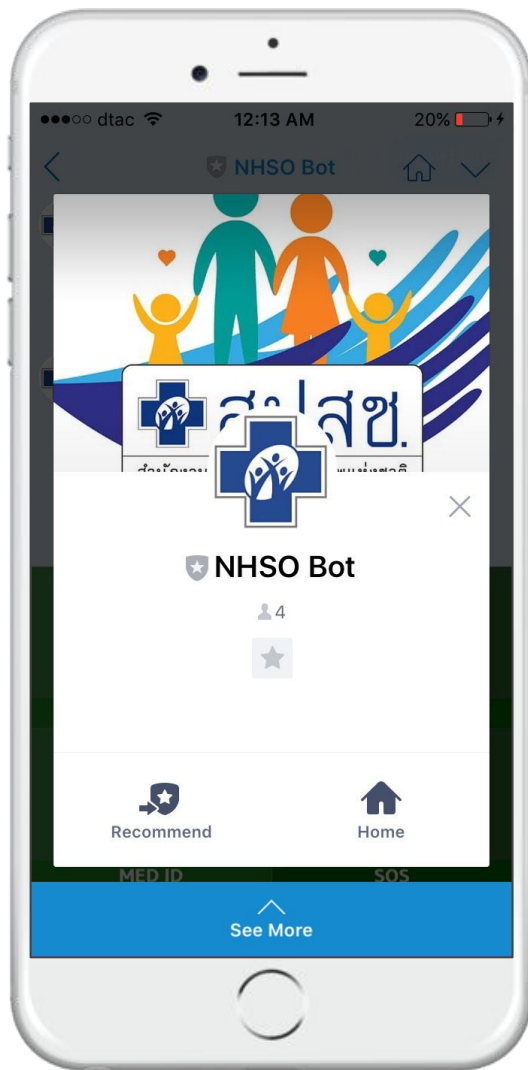 dtac 12:13 AM 20%
NHSO Bot
สปสช.
NHSO Bot
4
Recommend Home
MED ID SOS
See More